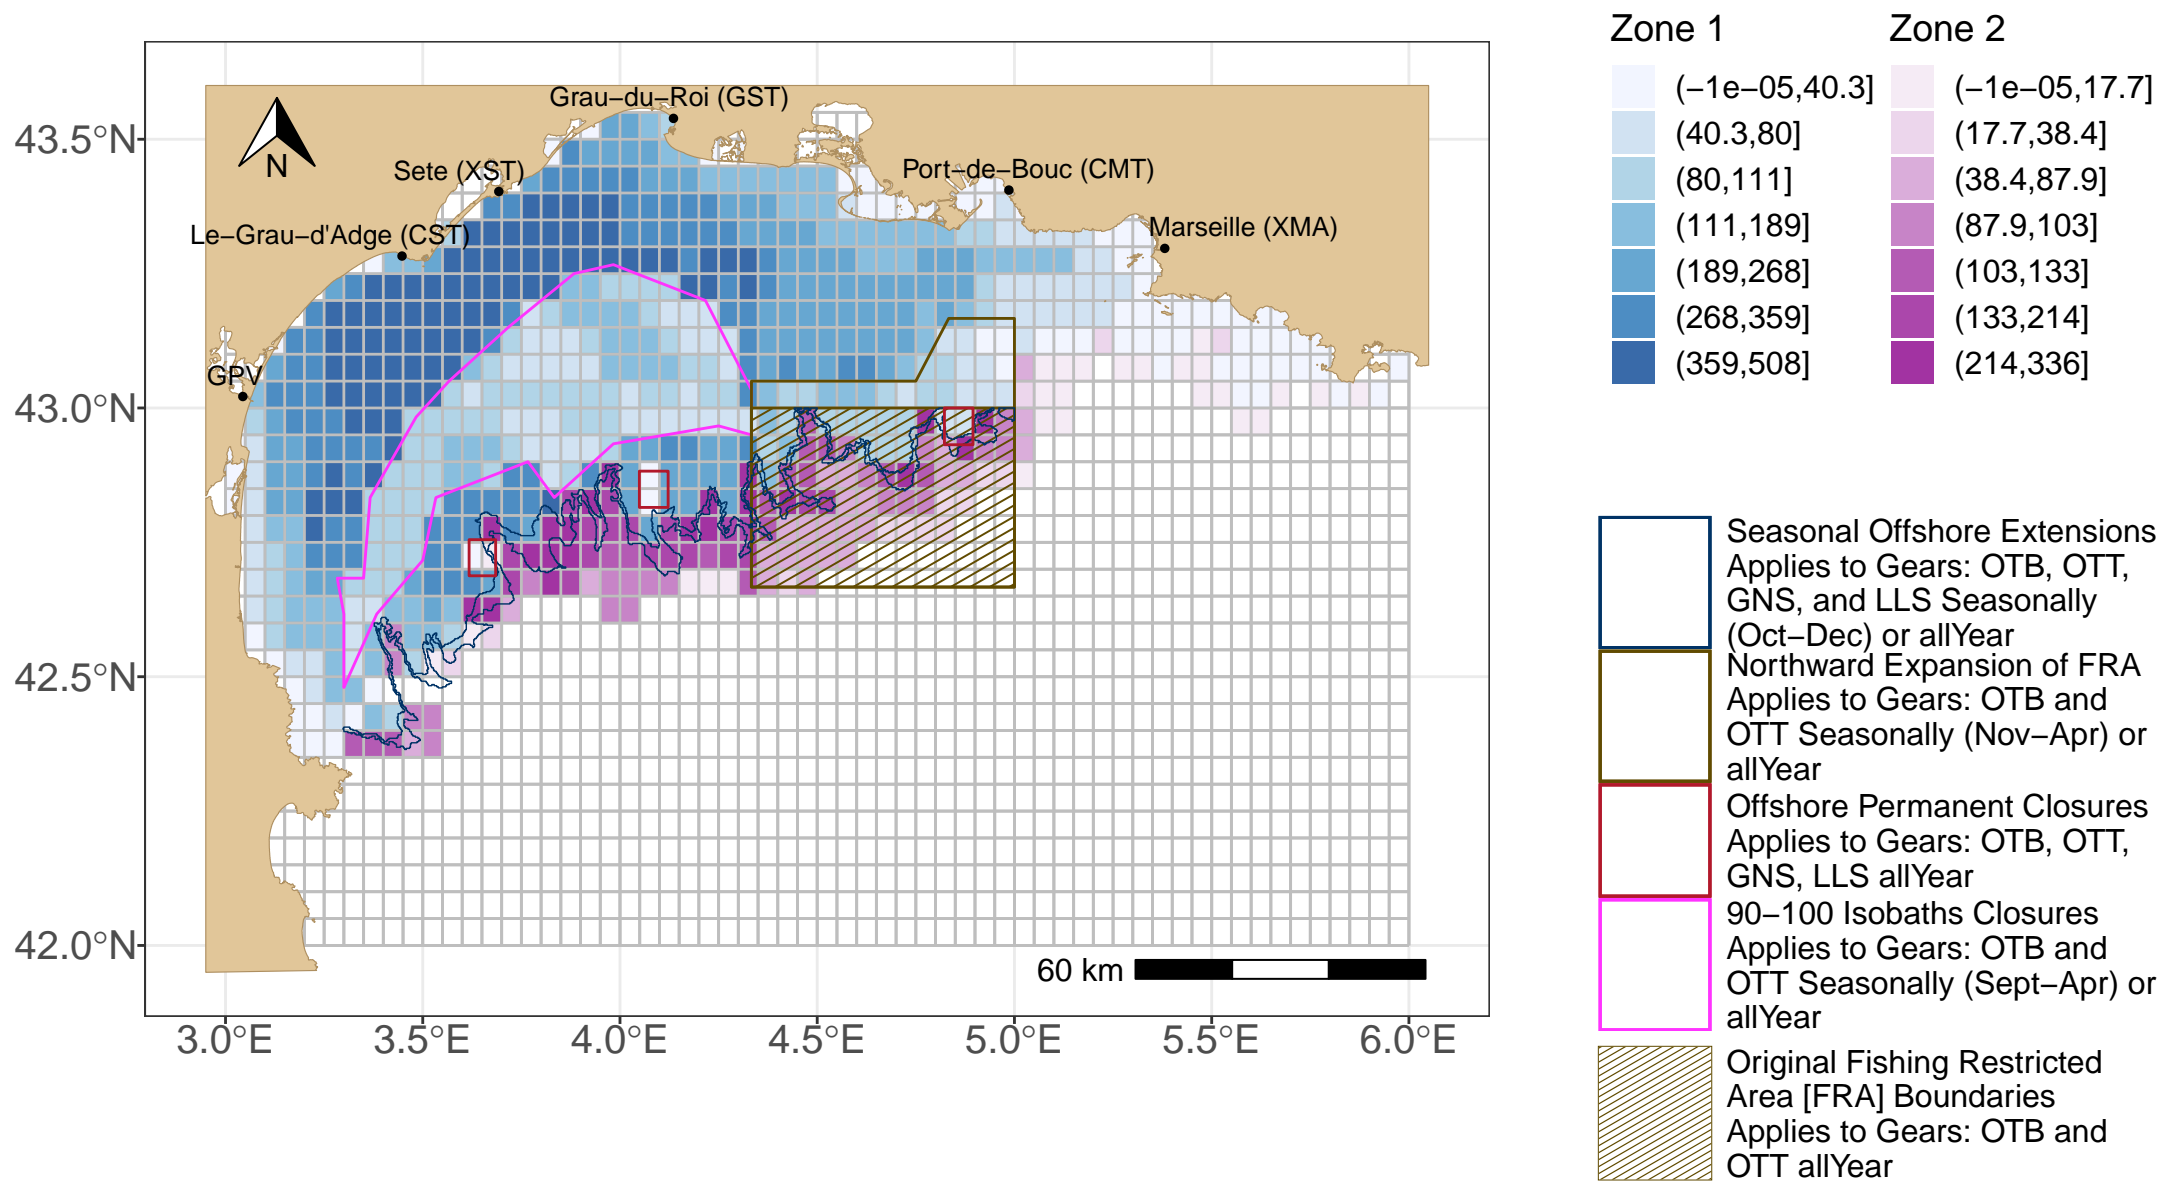 Zone 1
(−1e−05,40.3]
(40.3,80]
(80,111]
(111,189]
(189,268]
(268,359]
(359,508]
Zone 2
(−1e−05,17.7]
(17.7,38.4]
(38.4,87.9]
(87.9,103]
(103,133]
(133,214]
(214,336]
43.5°N
43.0°N
42.5°N
42.0°N
N
Grau−du−Roi (GST)
Sete (XST)
Port−de−Bouc (CMT)
Le−Grau−d'Adge (CST)
Marseille (XMA)
GPV
60 km
3.0°E
3.5°E
4.0°E
4.5°E
5.0°E
5.5°E
6.0°E
Seasonal Offshore Extensions
Applies to Gears: OTB, OTT,
GNS, and LLS Seasonally
(Oct−Dec) or allYear
Northward Expansion of FRA
Applies to Gears: OTB and
OTT Seasonally (Nov−Apr) or
allYear
Offshore Permanent Closures
Applies to Gears: OTB, OTT,
GNS, LLS allYear
90−100 Isobaths Closures
Applies to Gears: OTB and
OTT Seasonally (Sept−Apr) or
allYear
Original Fishing Restricted
Area [FRA] Boundaries
Applies to Gears: OTB and
OTT allYear